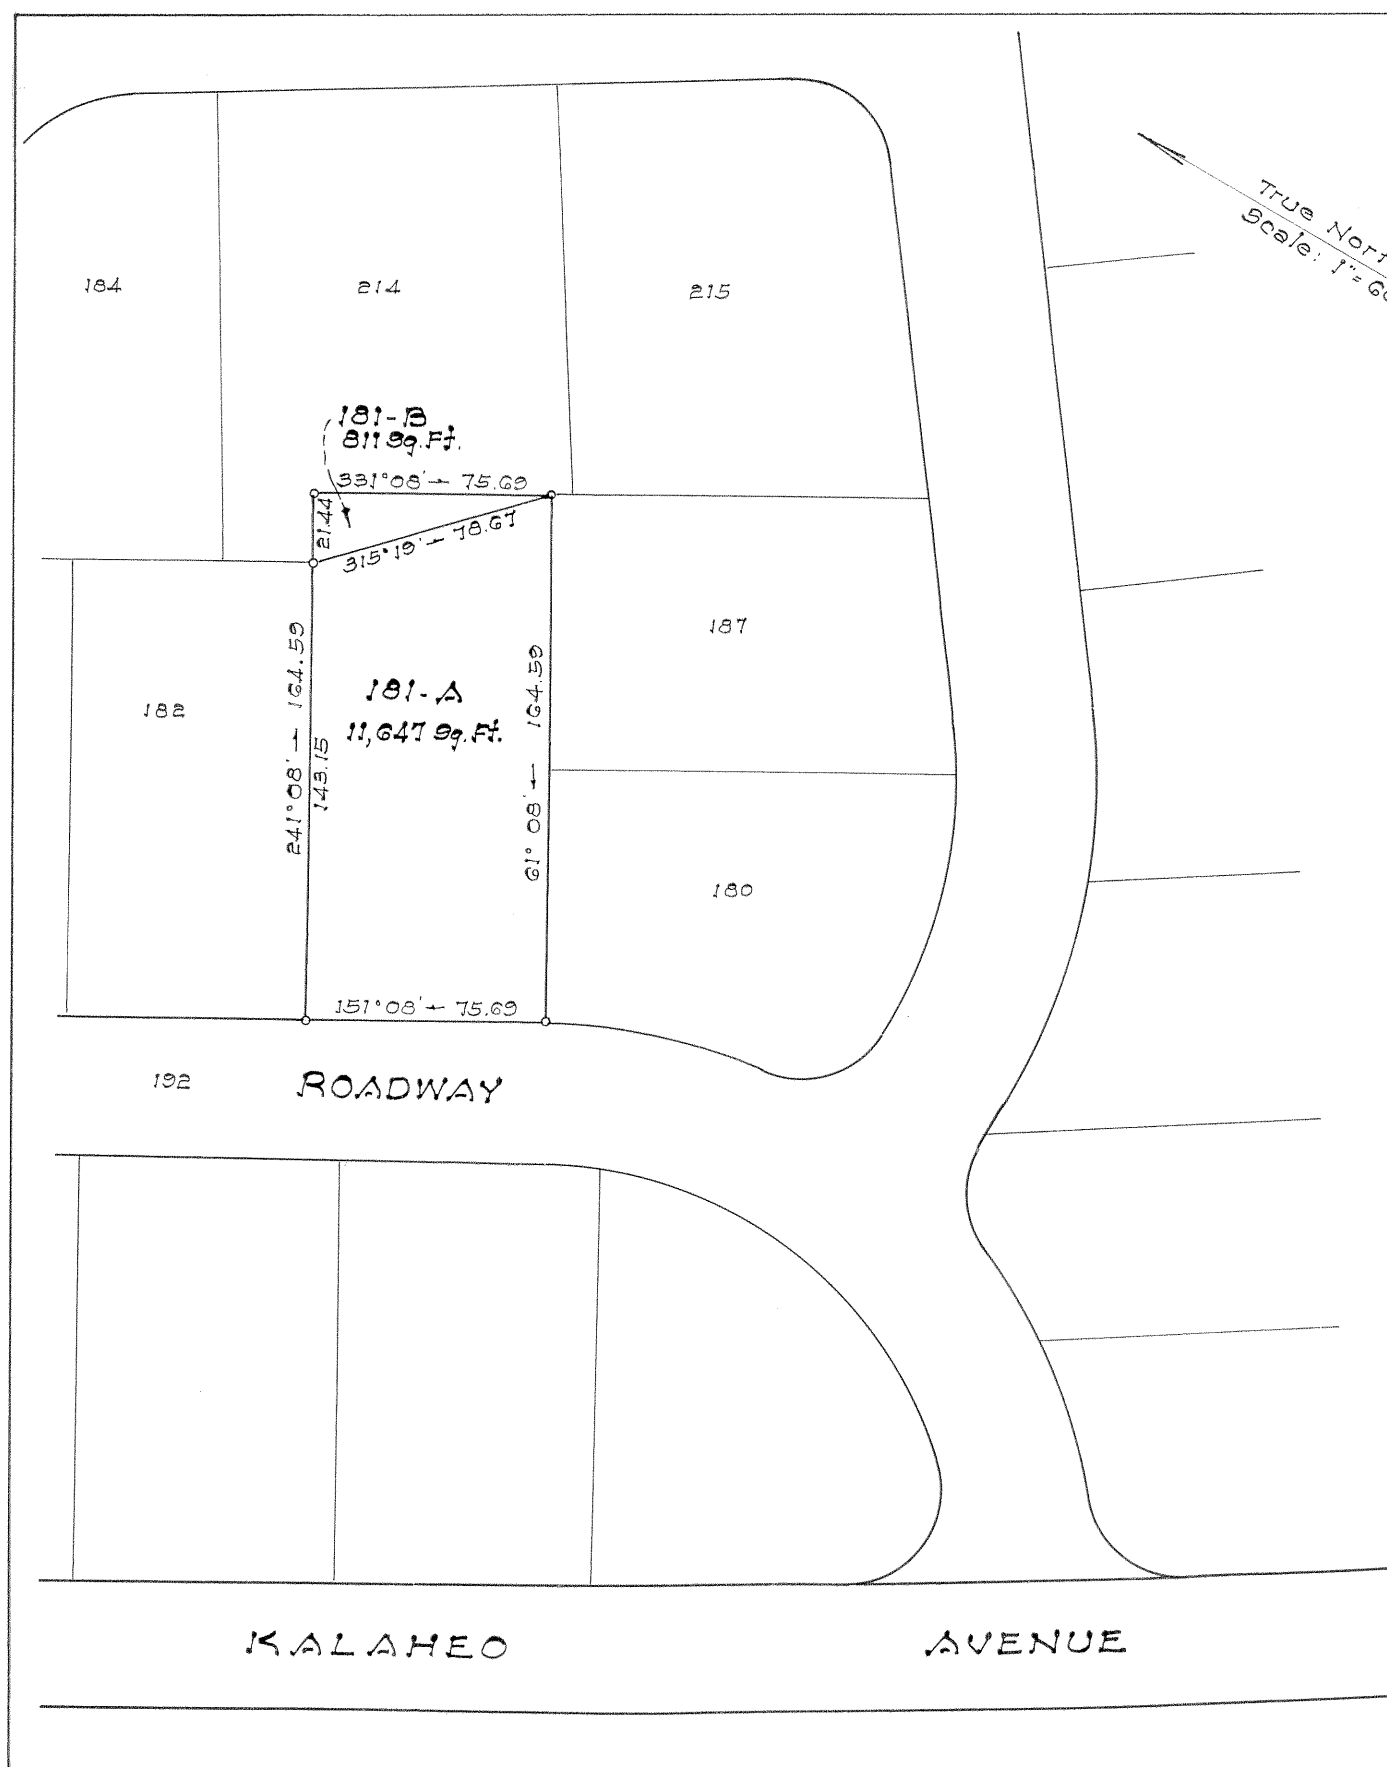 True
Scale: 1"=
184
214
215
181-B
811 Sq. Ft.
331°08' 75.69
21.44
315°19' 78.67
187
182
241°08' 164.59
143.15
181-A
11,647 Sq. Ft.
61°08' 164.59
180
151°08' 75.69
192
ROADWAY
KALAHEO AVENUE